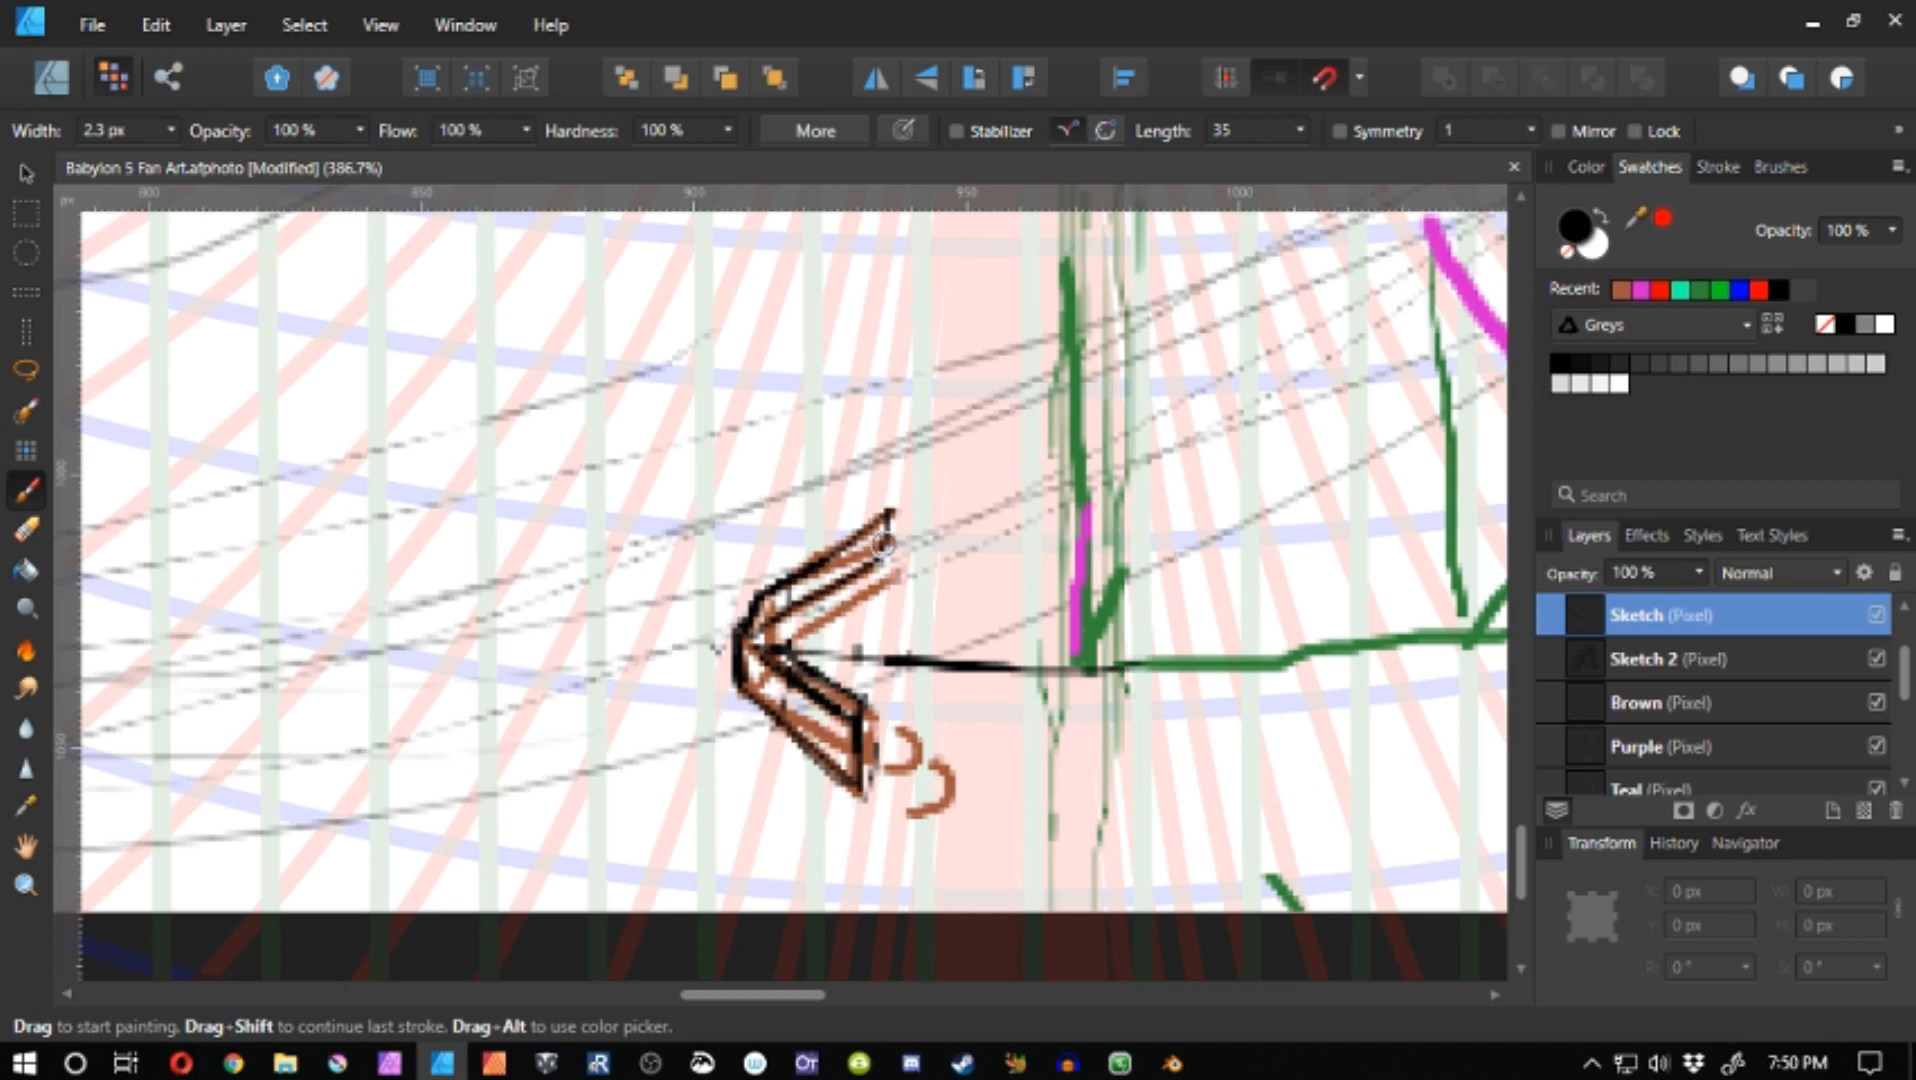 File Edit Layer Select View Window Help
Width: 2.3 px Opacity: 100 % Flow: 100 % Hardness: 100 % More Stabilizer Length: 35 Symmetry 1 Mirror Lock
Babylon 5 Fan Art.afphoto [Modified] (386.7%)
px 800 850 900 950 1000
1000
1050
Color Swatches Stroke Brushes
Opacity: 100 %
Recent:
Greys
Search
Layers Effects Styles Text Styles
Opacity: 100 % Normal
Sketch (Pixel)
Sketch 2 (Pixel)
Brown (Pixel)
Purple (Pixel)
Teal (Pixel)
fx
Transform History Navigator
X: 0 px W: 0 px
Y: 0 px H: 0 px
R: 0 ° S: 0 °
Drag to start painting. Drag+Shift to continue last stroke. Drag+Alt to use color picker.
7:50 PM